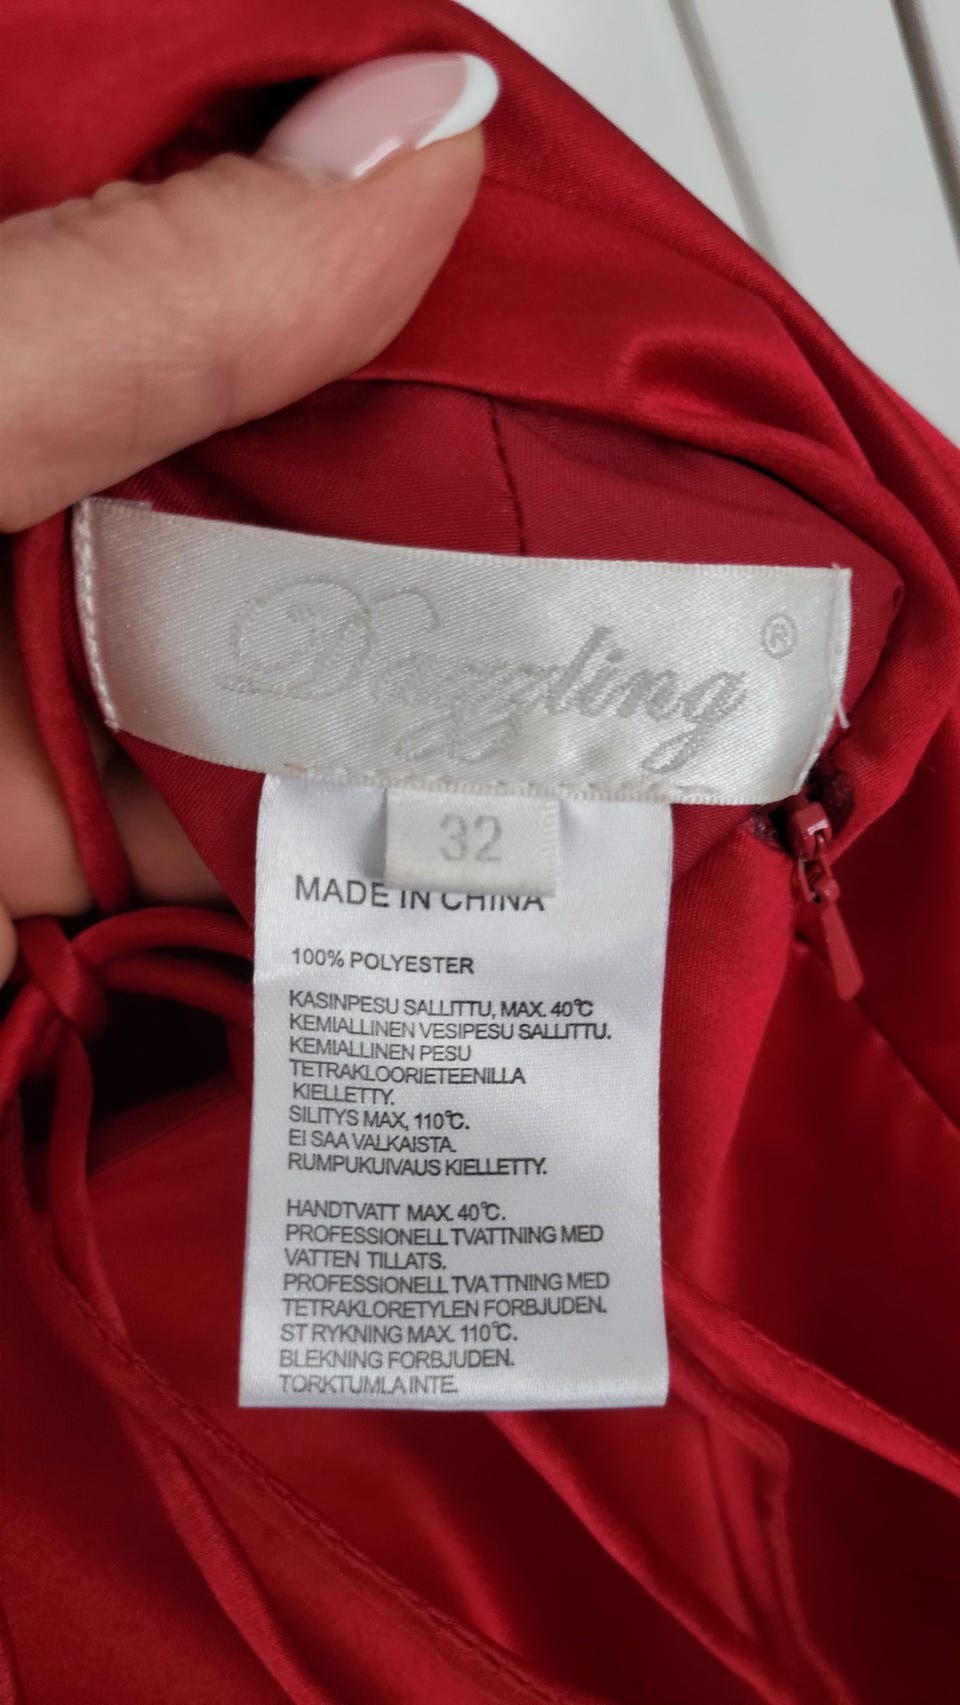 Dazzling ®
32
MADE IN CHINA
100% POLYESTER
KASINPESU SALLITTU, MAX. 40°C
KEMIALLINEN VESIPESU SALLITTU.
KEMIALLINEN PESU
TETRAKLOORIETEENILLA
KIELLETTY.
SILITYS MAX, 110°C.
EI SAA VALKAISTA.
RUMPUKUIVAUS KIELLETTY.
HANDTVATT MAX. 40°C.
PROFESSIONELL TVATTNING MED
VATTEN TILLATS.
PROFESSIONELL TVATTNING MED
TETRAKLORETYLEN FORBJUDEN.
ST RYKNING MAX. 110°C.
BLEKNING FORBJUDEN.
TORKTUMLA INTE.